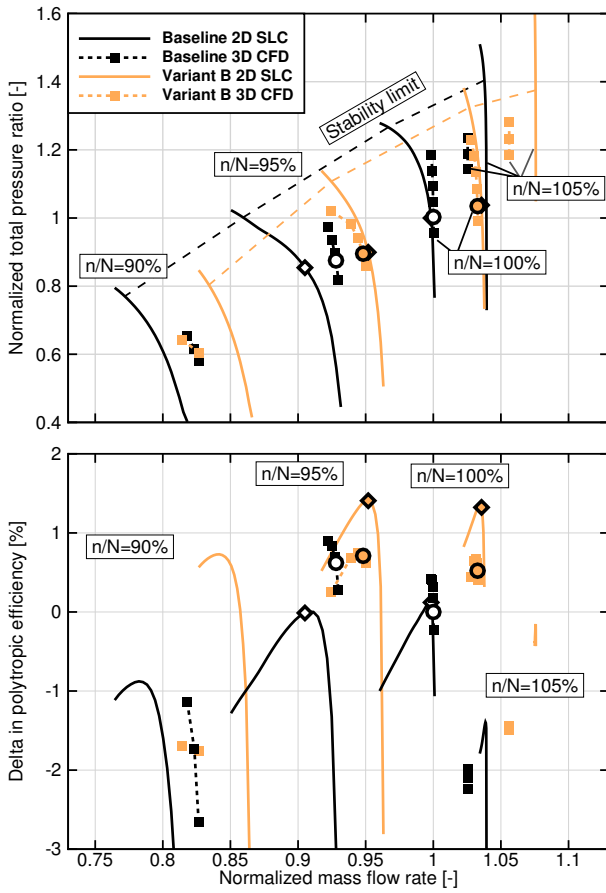 1.6
1.4
1.2
1
0.8
0.6
0.4
Normalized total pressure ratio [-]
Baseline 2D SLC
Baseline 3D CFD
Variant B 2D SLC
Variant B 3D CFD
Stability limit
n/N=95%
n/N=105%
n/N=90%
n/N=100%
2
1
0
-1
-2
-3
Delta in polytropic efficiency [%]
n/N=95%
n/N=100%
n/N=90%
n/N=105%
0.75
0.8
0.85
0.9
0.95
1
1.05
1.1
Normalized mass flow rate [-]